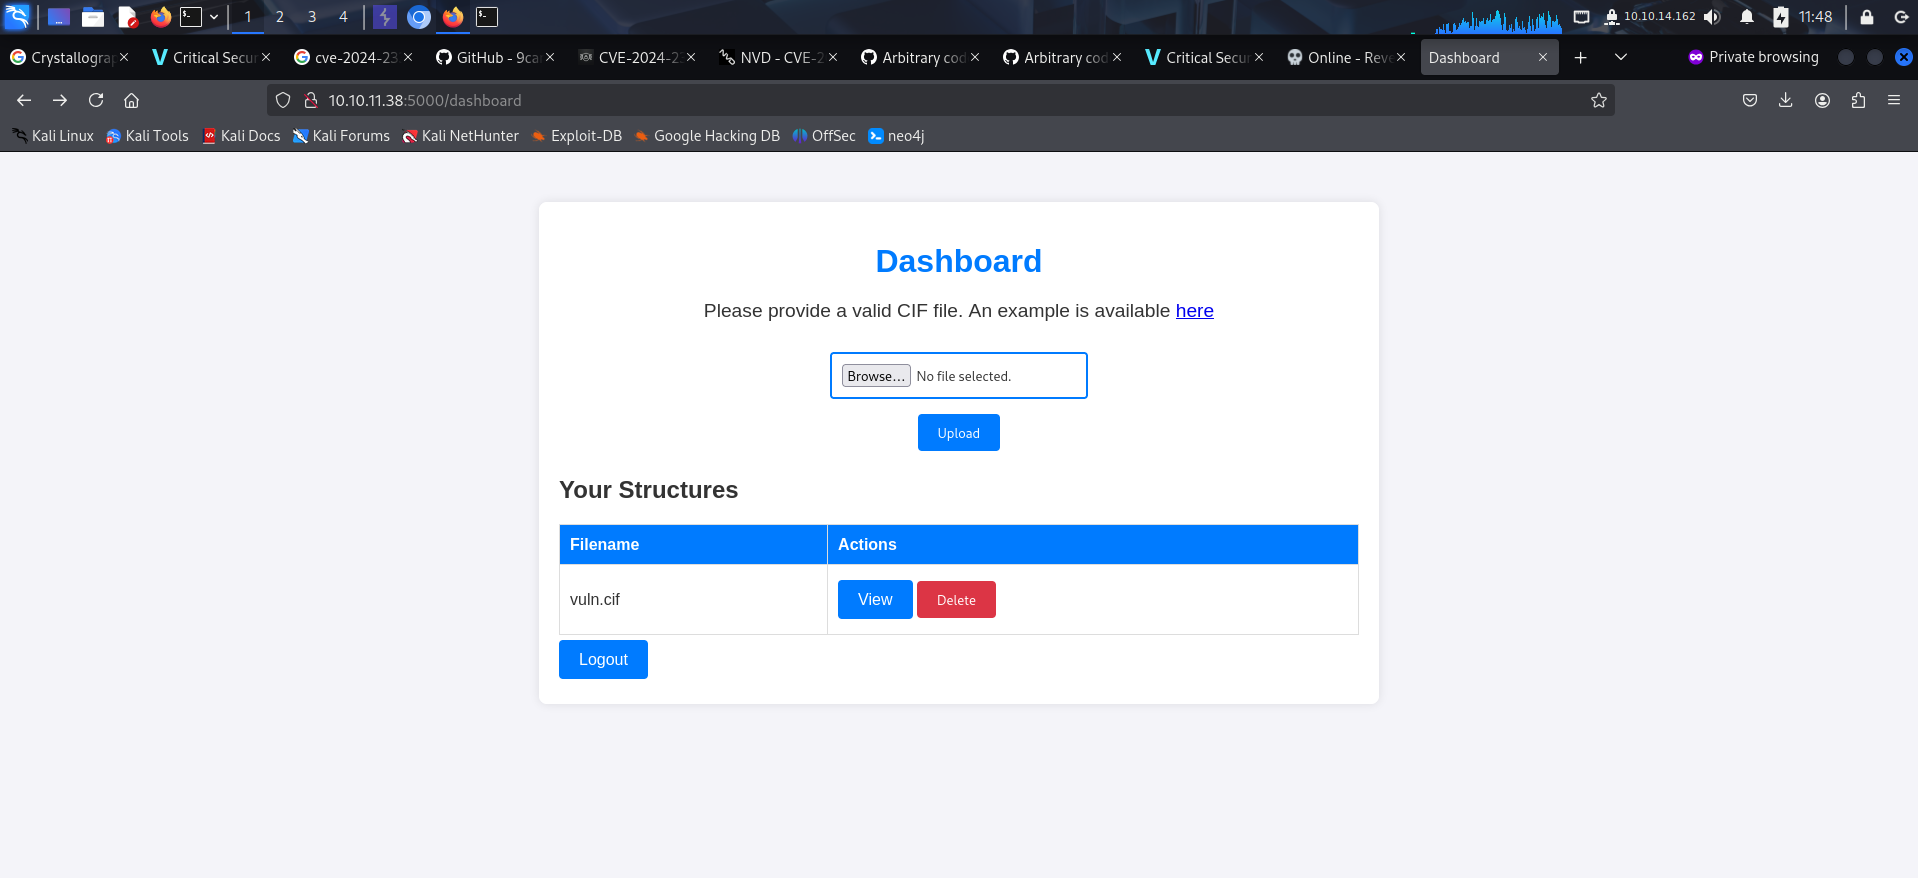 1 2 3 4 10.10.14.162 11:48
Crystallogra Critical Secur cve-2024-23 GitHub - 9ca CVE-2024-23 NVD - CVE-2 Arbitrary cod Arbitrary cod Critical Secur Online - Reve Dashboard Private browsing
10.10.11.38:5000/dashboard
Kali Linux Kali Tools Kali Docs Kali Forums Kali NetHunter Exploit-DB Google Hacking DB OffSec neo4j
Dashboard
Please provide a valid CIF file. An example is available here
Browse... No file selected.
Upload
Your Structures
Filename Actions
vuln.cif View Delete
Logout